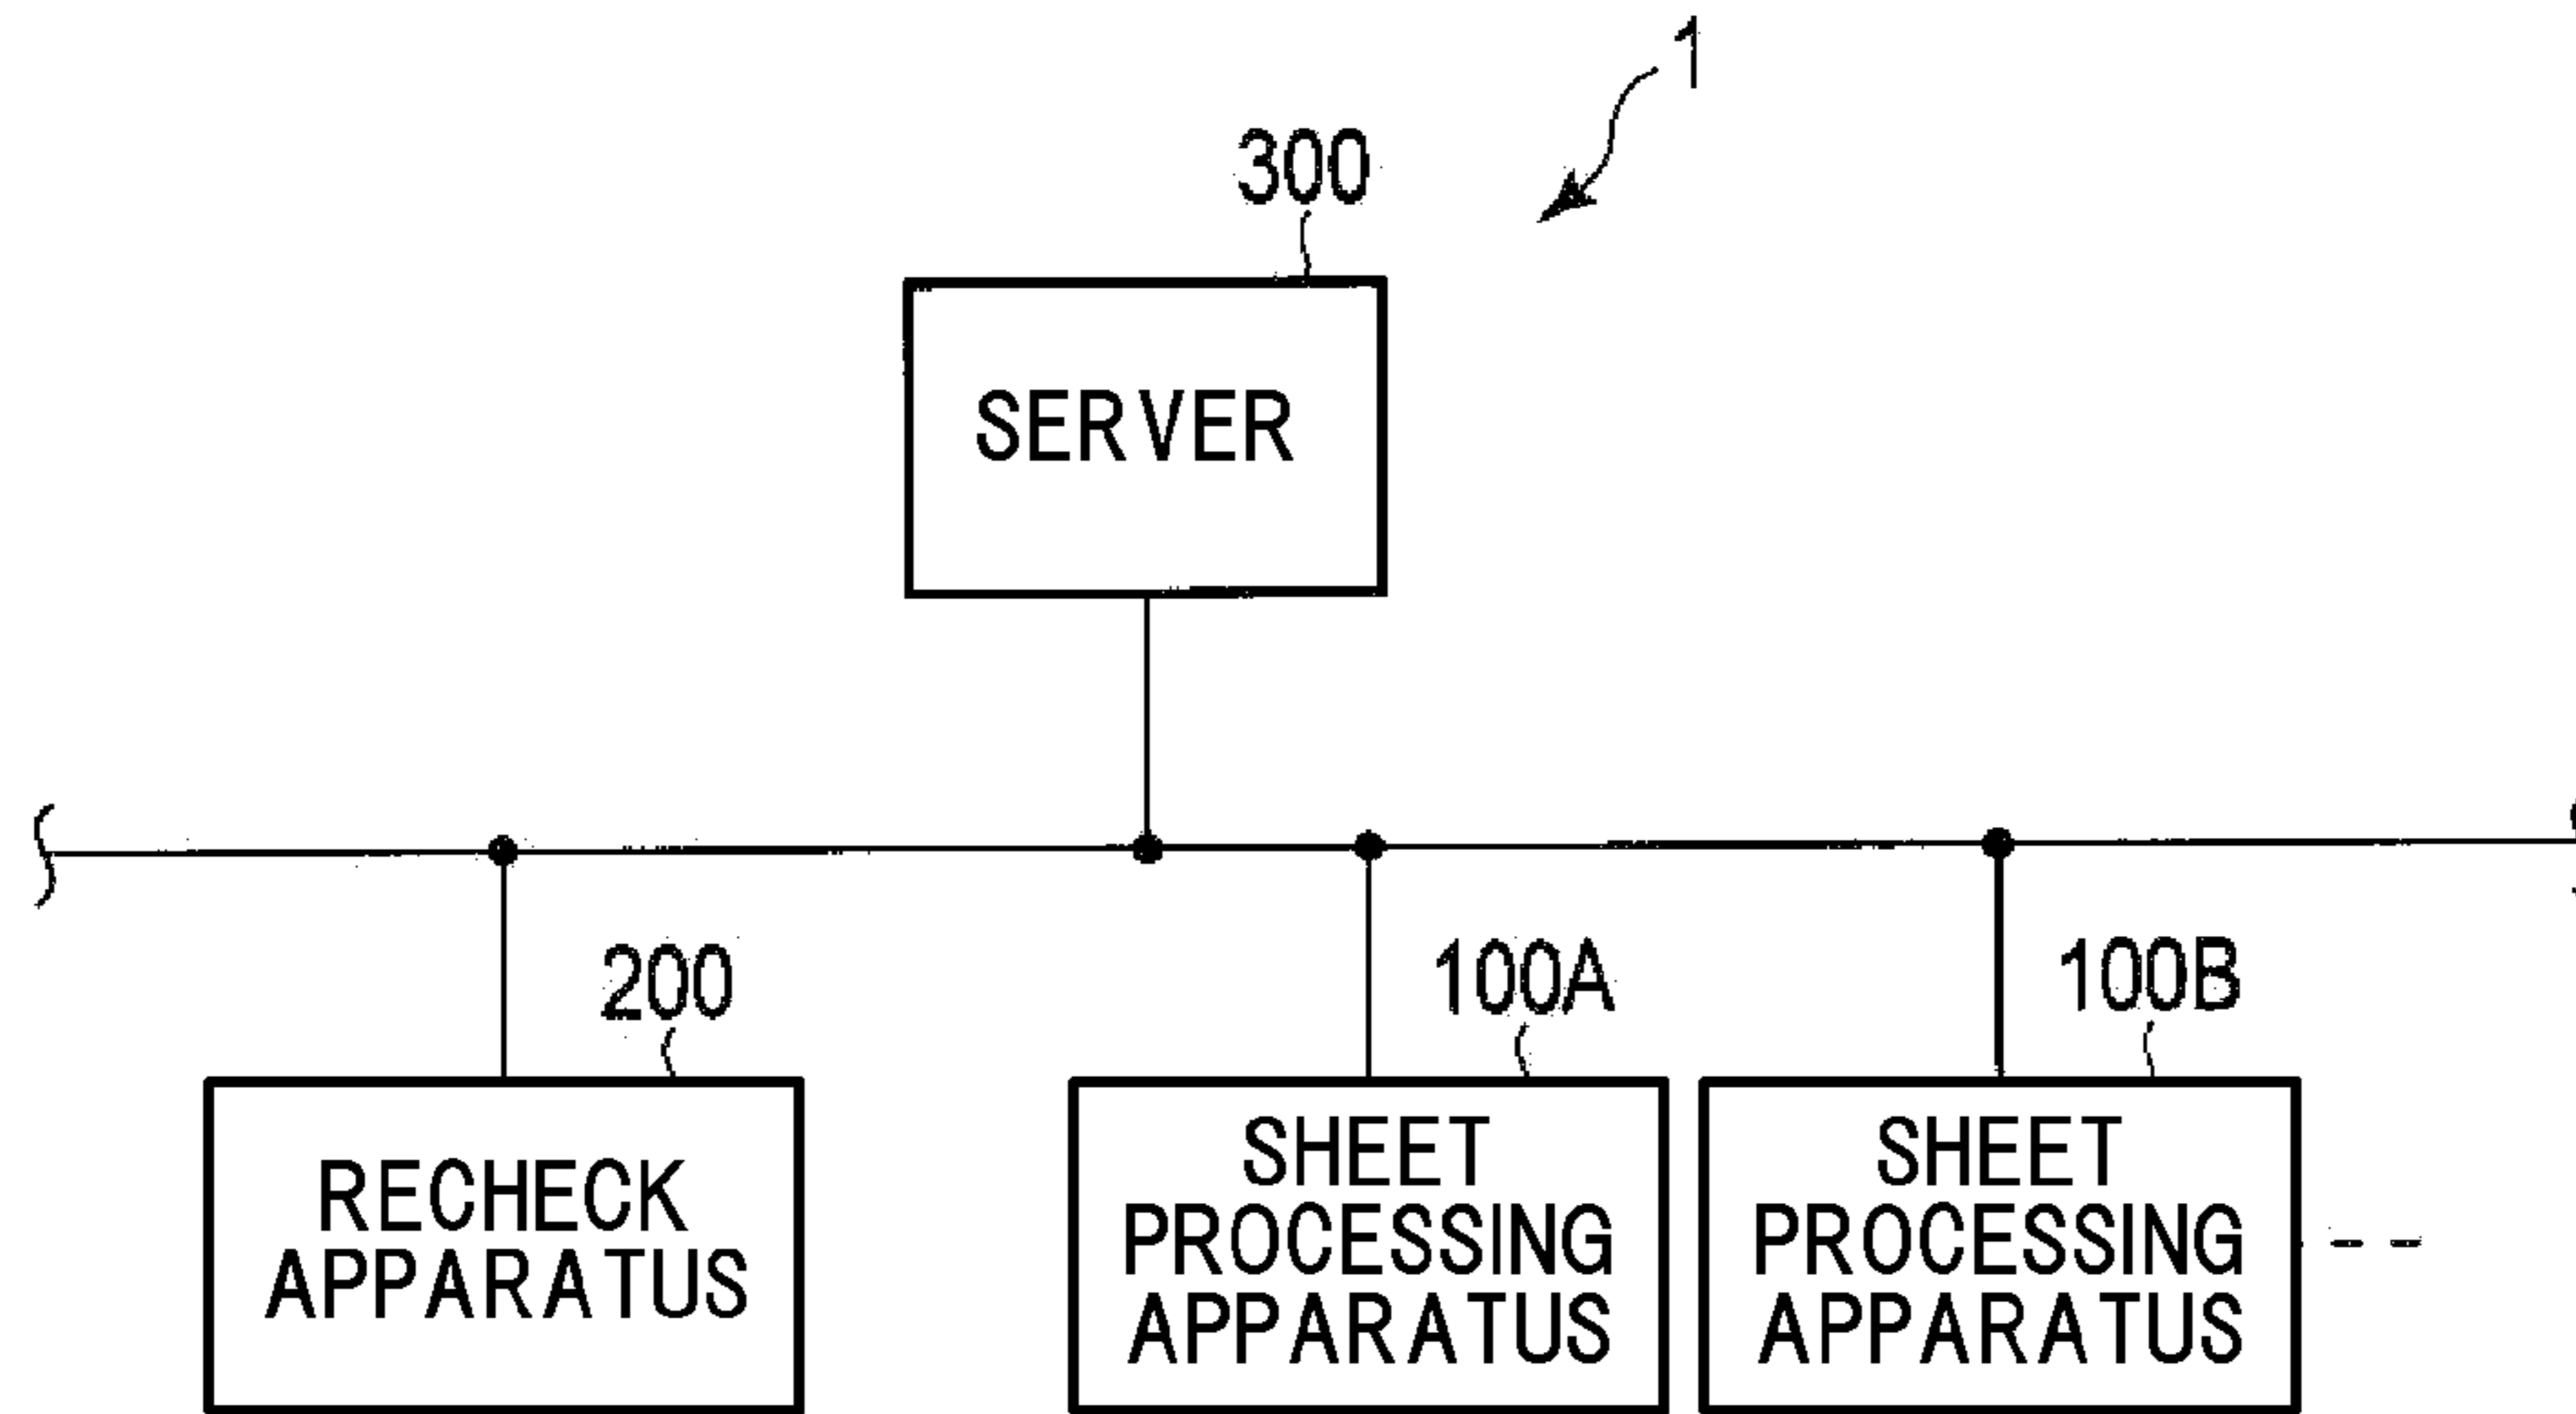 1
300
SERVER
200
100A
100B
RECHECK
APPARATUS
SHEET
PROCESSING
APPARATUS
SHEET
PROCESSING
APPARATUS